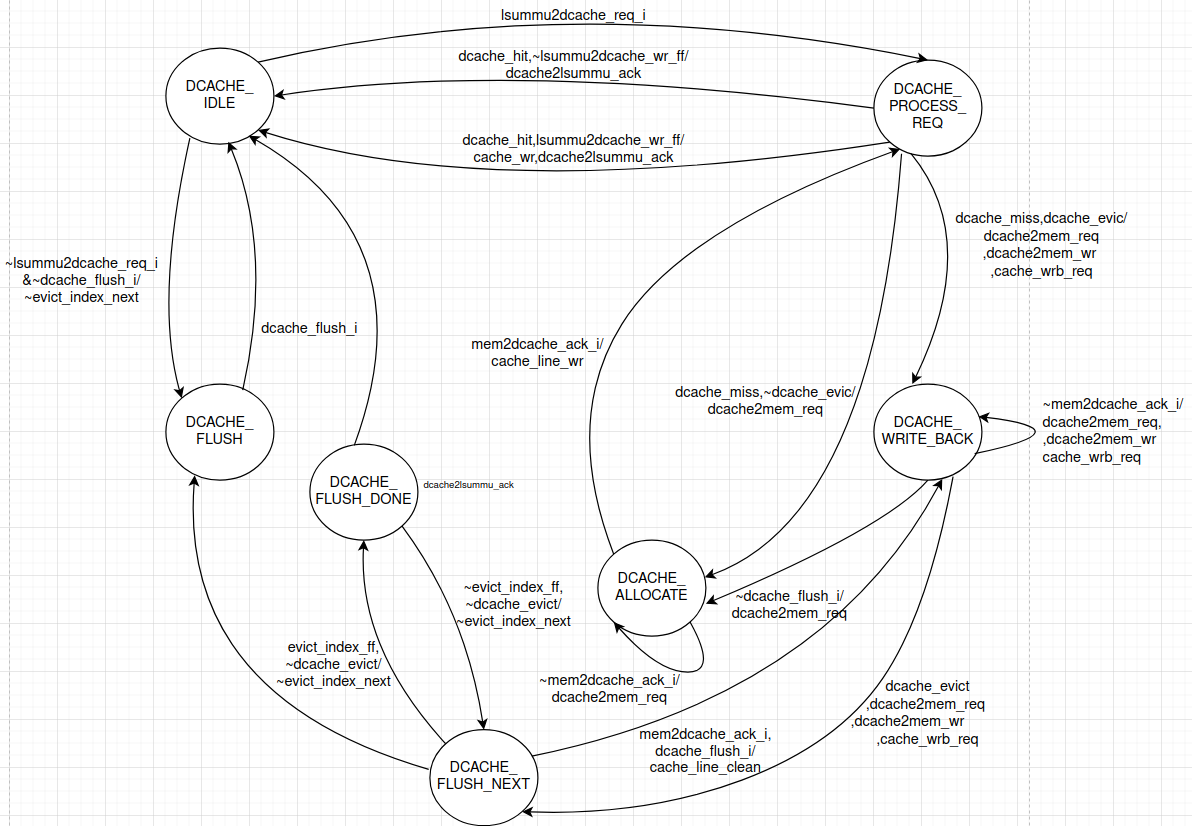 lsummu2dcache_req_i
dcache_hit,~lsummu2dcache_wr_ff/
dcache2lsummu_ack
DCACHE_
IDLE
DCACHE_
PROCESS_
REQ
dcache_hit,lsummu2dcache_wr_ff/
cache_wr,dcache2lsummu_ack
dcache_miss,dcache_evic/
dcache2mem_req
,dcache2mem_wr
,cache_wrb_req
~lsummu2dcache_req_i
&~dcache_flush_i/
~evict_index_next
dcache_flush_i
mem2dcache_ack_i/
cache_line_wr
dcache_miss,~dcache_evic/
dcache2mem_req
DCACHE_
FLUSH
DCACHE_
WRITE_BACK
~mem2dcache_ack_i/
dcache2mem_req,
,dcache2mem_wr
cache_wrb_req
DCACHE_
FLUSH_DONE
dcache2lsummu_ack
DCACHE_
ALLOCATE
~evict_index_ff,
~dcache_evict/
~evict_index_next
~dcache_flush_i/
dcache2mem_req
evict_index_ff,
~dcache_evict/
~evict_index_next
~mem2dcache_ack_i/
dcache2mem_req
dcache_evict
,dcache2mem_req
,dcache2mem_wr
,cache_wrb_req
mem2dcache_ack_i,
dcache_flush_i/
cache_line_clean
DCACHE_
FLUSH_NEXT